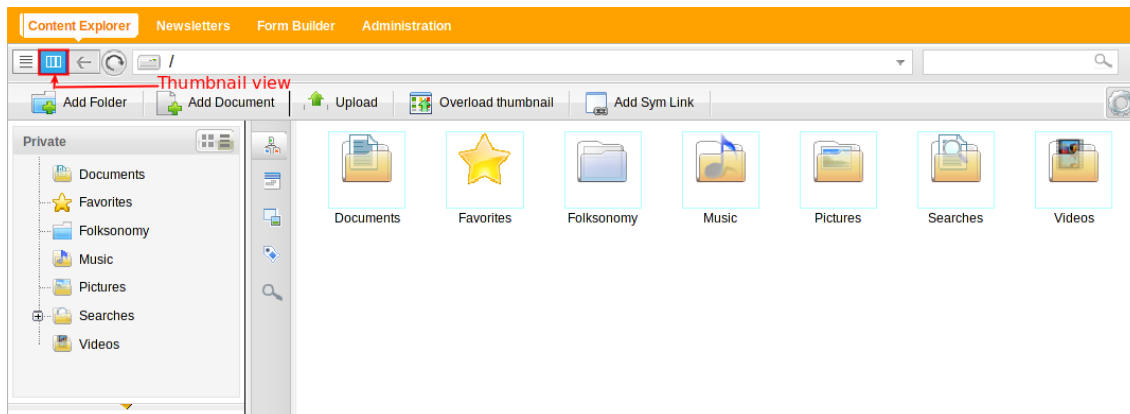 Content Explorer Newsletters Form Builder Administration
/
Thumbnail view
Add Folder Add Document Upload Overload thumbnail Add Sym Link
Private
Documents
Favorites
Folksonomy
Music
Pictures
Searches
Videos
Documents Favorites Folksonomy Music Pictures Searches Videos